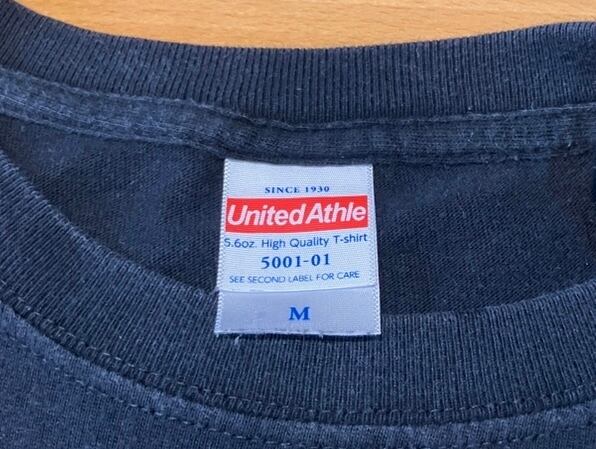 SINCE 1930
United Athle
5.6oz. High Quality T-shirt
5001-01
SEE SECOND LABEL FOR CARE
M